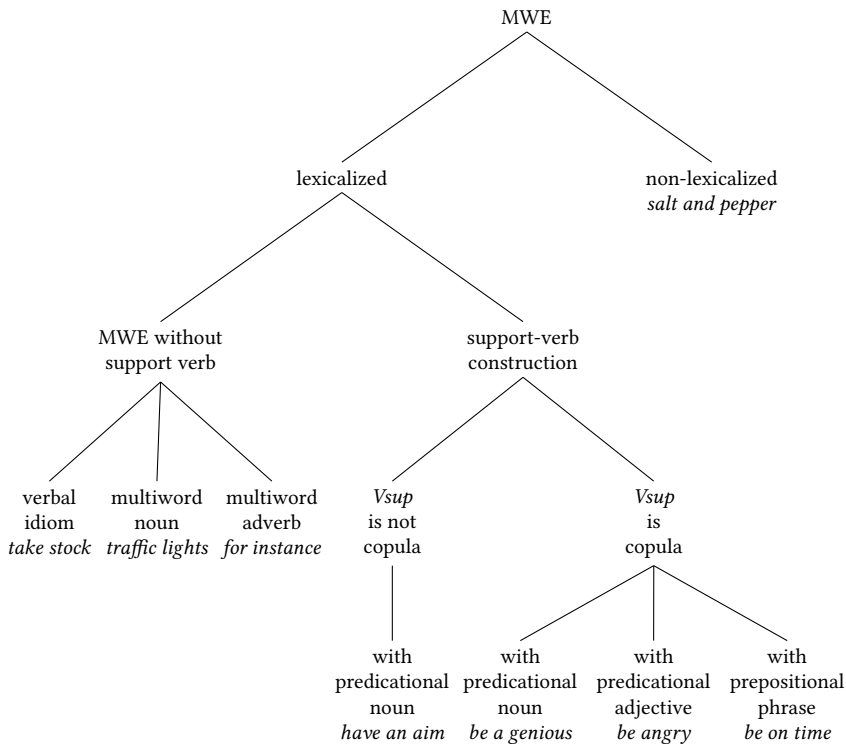 MWE
lexicalized
non-lexicalized
salt and pepper
MWE without
support verb
support-verb
construction
verbal
idiom
take stock
multiword
noun
traffic lights
multiword
adverb
for instance
Vsup
is not
copula
Vsup
is
copula
with
predicational
noun
have an aim
with
predicational
noun
be a genious
with
predicational
adjective
be angry
with
prepositional
phrase
be on time